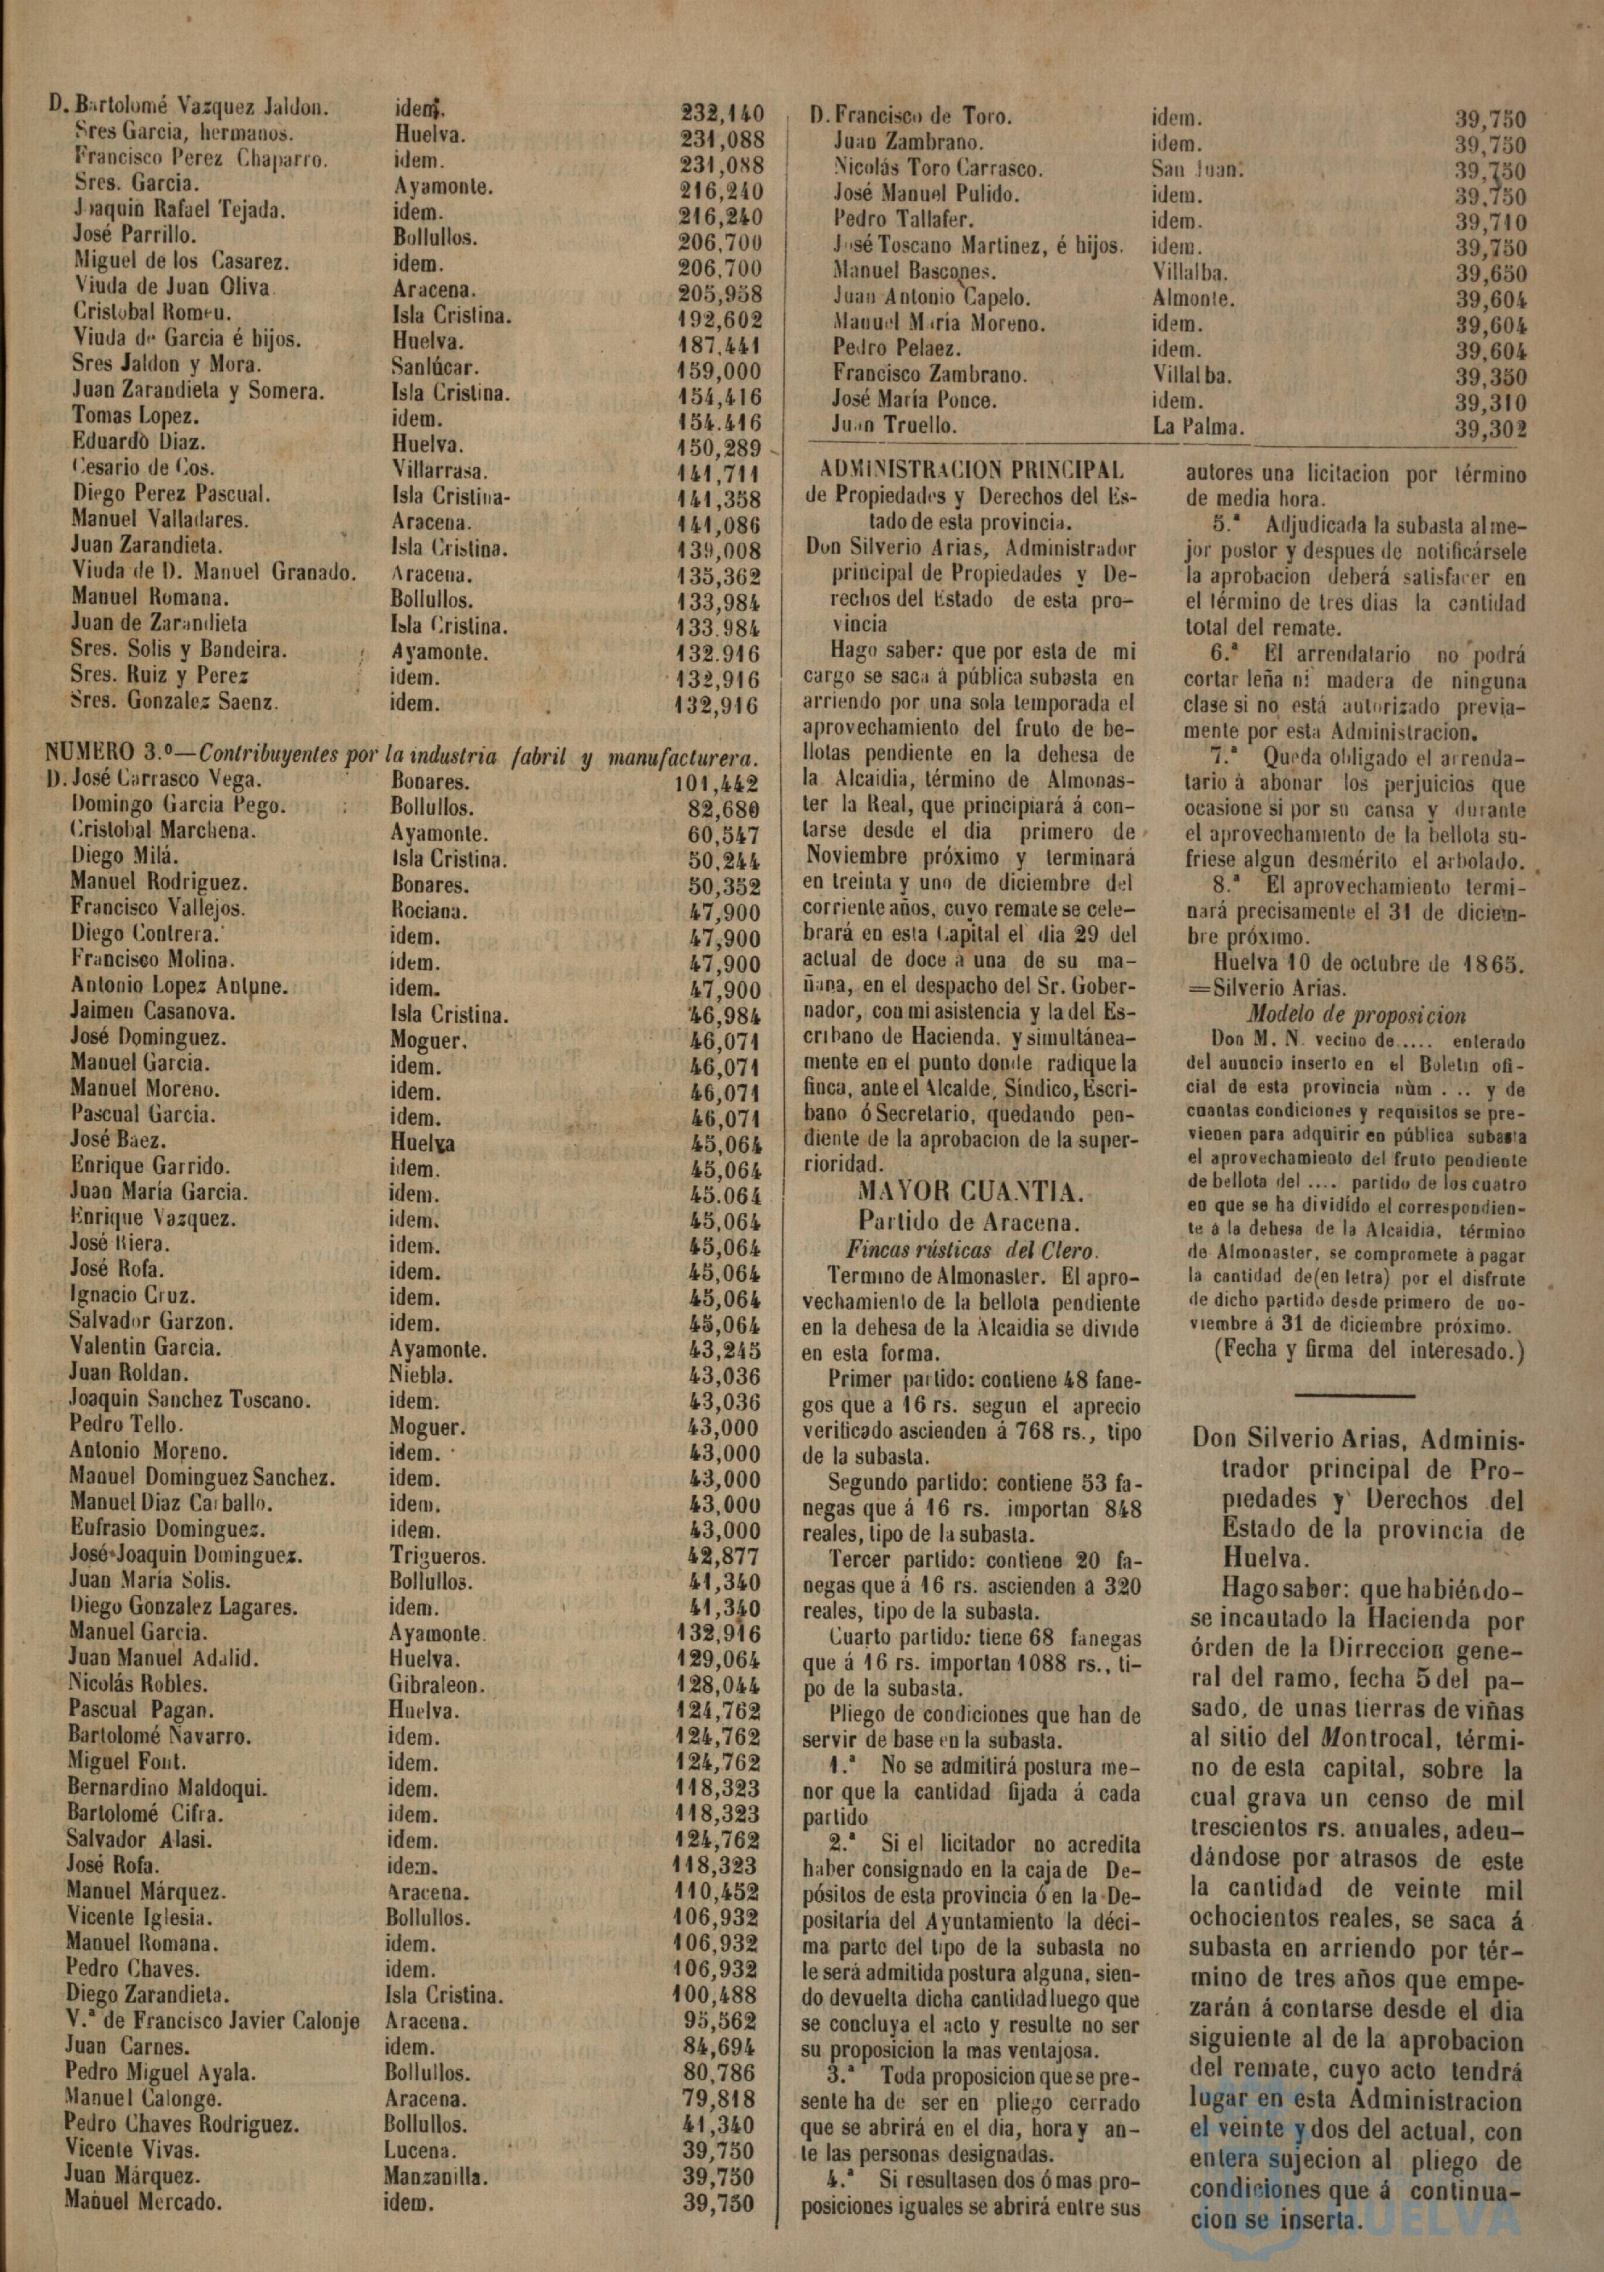 D. Bartolomé Vazquez Jaldon. idem. 232,140
Sres Garcia, hermanos. Huelva. 231,088
Francisco Perez Chaparro. idem. 231,088
Sres. Garcia. Ayamonte. 216,240
Joaquin Rafael Tejada. idem. 216,240
José Parrillo. Bollullos. 206,700
Miguel de los Casarez. idem. 206,700
Viuda de Juan Oliva. Aracena. 205,958
Cristobal Romeu. Isla Cristina. 192,602
Viuda de Garcia é hijos. Huelva. 187,441
Sres Jaldon y Mora. Sanlúcar. 159,000
Juan Zarandieta y Somera. Isla Cristina. 154,416
Tomas Lopez. idem. 154.416
Eduardo Diaz. Huelva. 150,289
Cesario de Cos. Villarrasa. 141,711
Diego Perez Pascual. Isla Cristina- 141,358
Manuel Valladares. Aracena. 141,086
Juan Zarandieta. Isla Cristina. 139,008
Viuda de D. Manuel Granado. Aracena. 135,362
Manuel Romana. Bollullos. 133,984
Juan de Zarandieta Isla Cristina. 133.984
Sres. Solis y Bandeira. Ayamonte. 132.916
Sres. Ruiz y Perez idem. 132,916
Sres. Gonzalez Saenz. idem. 132,916
NUMERO 3.º—Contribuyentes por la industria fabril y manufacturera.
D. José Carrasco Vega. Bonares. 101,442
Domingo Garcia Pego. Bollullos. 82,680
Cristobal Marchena. Ayamonte. 60,547
Diego Milá. Isla Cristina. 50,244
Manuel Rodriguez. Bonares. 50,352
Francisco Vallejos. Rociana. 47,900
Diego Contrera. idem. 47,900
Francisco Molina. idem. 47,900
Antonio Lopez Antpne. idem. 47,900
Jaimen Casanova. Isla Cristina. 46,984
José Dominguez. Moguer. 46,071
Manuel Garcia. idem. 46,071
Manuel Moreno. idem. 46,071
Pascual Garcia. idem. 46,071
José Baez. Huelva 45,064
Enrique Garrido. idem. 45,064
Juan María Garcia. idem. 45.064
Enrique Vazquez. idem. 45,064
José Riera. idem. 45,064
José Rofa. idem. 45,064
Ignacio Cruz. idem. 45,064
Salvador Garzon. idem. 45,064
Valentin Garcia. Ayamonte. 43,245
Juan Roldan. Niebla. 43,036
Joaquin Sanchez Toscano. idem. 43,036
Pedro Tello. Moguer. 43,000
Antonio Moreno. idem. 43,000
Manuel Dominguez Sanchez. idem. 43,000
Manuel Diaz Carballo. idem. 43,000
Eufrasio Dominguez. idem. 43,000
José Joaquin Dominguez. Trigueros. 42,877
Juan María Solis. Bollullos. 41,340
Diego Gonzalez Lagares. idem. 41,340
Manuel Garcia. Ayamonte. 132,916
Juan Manuel Adalid. Huelva. 129,064
Nicolás Robles. Gibraleon. 128,044
Pascual Pagan. Huelva. 124,762
Bartolomé Navarro. idem. 124,762
Miguel Font. idem. 124,762
Bernardino Maldoqui. idem. 118,323
Bartolomé Cifra. idem. 118,323
Salvador Alasi. idem. 124,762
José Rofa. idem. 118,323
Manuel Márquez. Aracena. 110,452
Vicente Iglesia. Bollullos. 106,932
Manuel Romana. idem. 106,932
Pedro Chaves. idem. 106,932
Diego Zarandieta. Isla Cristina. 100,488
V.ª de Francisco Javier Calonje Aracena. 95,562
Juan Carnes. idem. 84,694
Pedro Miguel Ayala. Bollullos. 80,786
Manuel Calonge. Aracena. 79,818
Pedro Chaves Rodriguez. Bollullos. 41,340
Vicente Vivas. Lucena. 39,750
Juan Márquez. Manzanilla. 39,750
Manuel Mercado. idem. 39,750
D. Francisco de Toro. idem. 39,750
Juan Zambrano. idem. 39,750
Nicolás Toro Carrasco. San Juan. 39,750
José Manuel Pulido. idem. 39,750
Pedro Tallafer. idem. 39,710
José Toscano Martinez, é hijos. idem. 39,750
Manuel Bascones. Villalba. 39,650
Juan Antonio Capelo. Almonte. 39,604
Manuel María Moreno. idem. 39,604
Pedro Pelaez. idem. 39,604
Francisco Zambrano. Villalba. 39,350
José María Ponce. idem. 39,310
Juan Truello. La Palma. 39,302
ADMINISTRACION PRINCIPAL
de Propiedades y Derechos del Es-
tado de esta provincia.
Don Silverio Arias, Administrador
principal de Propiedades y De-
rechos del Estado de esta pro-
vincia
Hago saber: que por esta de mi
cargo se saca á pública subasta en
arriendo por una sola temporada el
aprovechamiento del fruto de be-
llotas pendiente en la dehesa de
la Alcaidia, término de Almonas-
ter la Real, que principiará á con-
tarse desde el dia primero de
Noviembre próximo y terminará
en treinta y uno de diciembre del
corriente años, cuyo remate se cele-
brará en esta Capital el dia 29 del
actual de doce á una de su ma-
ñana, en el despacho del Sr. Gober-
nador, con mi asistencia y la del Es-
cribano de Hacienda. y simultánea-
mente en el punto donde radique la
finca, ante el Alcalde, Síndico, Escri-
bano ó Secretario, quedando pen-
diente de la aprobacion de la super-
rioridad.
MAYOR CUANTIA.
Partido de Aracena.
Fincas rústicas del Clero.
Termino de Almonaster. El apro-
vechamiento de la bellota pendiente
en la dehesa de la Alcaidia se divide
en esta forma.
Primer partido: contiene 48 fane-
gos que a 16 rs. segun el aprecio
verificado ascienden á 768 rs., tipo
de la subasta.
Segundo partido: contiene 53 fa-
negas que á 16 rs. importan 848
reales, tipo de la subasta.
Tercer partido: contiene 20 fa-
negas que á 16 rs. ascienden á 320
reales, tipo de la subasta.
Cuarto partido: tiene 68 fanegas
que á 16 rs. importan 1088 rs., ti-
po de la subasta.
Pliego de condiciones que han de
servir de base en la subasta.
1.ª No se admitirá postura me-
nor que la cantidad fijada á cada
partido
2.ª Si el licitador no acredita
haber consignado en la caja de De-
pósitos de esta provincia ó en la De-
positaría del Ayuntamiento la déci-
ma parte del tipo de la subasta no
le será admitida postura alguna, sien-
do devuelta dicha cantidad luego que
se concluya el acto y resulte no ser
su proposicion la mas ventajosa.
3.ª Toda proposicion que se pre-
sente ha de ser en pliego cerrado
que se abrirá en el dia, hora y an-
te las personas designadas.
4.ª Si resultasen dos ó mas pro-
posiciones iguales se abrirá entre sus
autores una licitacion por término
de media hora.
5.ª Adjudicada la subasta al me-
jor postor y despues de notificársele
la aprobacion deberá satisfacer en
el término de tres dias la cantidad
total del remate.
6.ª El arrendatario no podrá
cortar leña ni madera de ninguna
clase si no está autorizado previa-
mente por esta Administracion.
7.ª Queda obligado el arrenda-
tario á abonar los perjuicios que
ocasione si por su cansa y durante
el aprovechamiento de la bellota su-
friese algun desmérito el arbolado.
8.ª El aprovechamiento termi-
nará precisamente el 31 de diciem-
bre próximo.
Huelva 10 de octubre de 1865.
=Silverio Arias.
Modelo de proposicion
Don M. N. vecino de.... enterado
del anuncio inserto en el Boletin ofi-
cial de esta provincia núm ... y de
cuantas condiciones y requisitos se pre-
vienen para adquirir en pública subasta
el aprovechamiento del fruto pendiente
de bellota del .... partido de los cuatro
en que se ha dividido el correspondien-
te á la dehesa de la Alcaidia, término
de Almonaster, se compromete á pagar
la cantidad de (en letra) por el disfrute
de dicho partido desde primero de no-
viembre á 31 de diciembre próximo.
(Fecha y firma del interesado.)
Don Silverio Arias, Adminis-
trador principal de Pro-
piedades y Derechos del
Estado de la provincia de
Huelva.
Hago saber: que habiéndo-
se incautado la Hacienda por
órden de la Dirreccion gene-
ral del ramo, fecha 5 del pa-
sado, de unas tierras de viñas
al sitio del Montrocal, térmi-
no de esta capital, sobre la
cual grava un censo de mil
trescientos rs. anuales, adeu-
dándose por atrasos de este
la cantidad de veinte mil
ochocientos reales, se saca á
subasta en arriendo por tér-
mino de tres años que empe-
zarán á contarse desde el dia
siguiente al de la aprobacion
del remate, cuyo acto tendrá
lugar en esta Administracion
el veinte y dos del actual, con
entera sujecion al pliego de
condiciones que á continua-
cion se inserta.
HUELVA